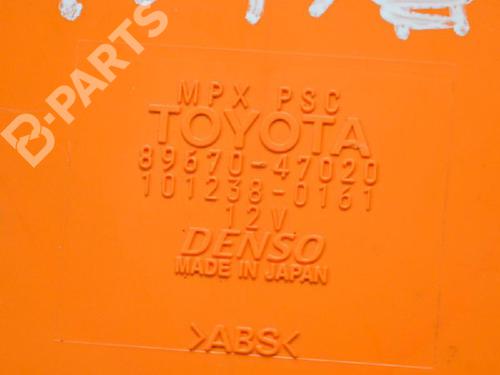 B-PARTS
MPX PSC
TOYOTA
89670-47020
101238-0161
12V
DENSO
MADE IN JAPAN
>ABS<